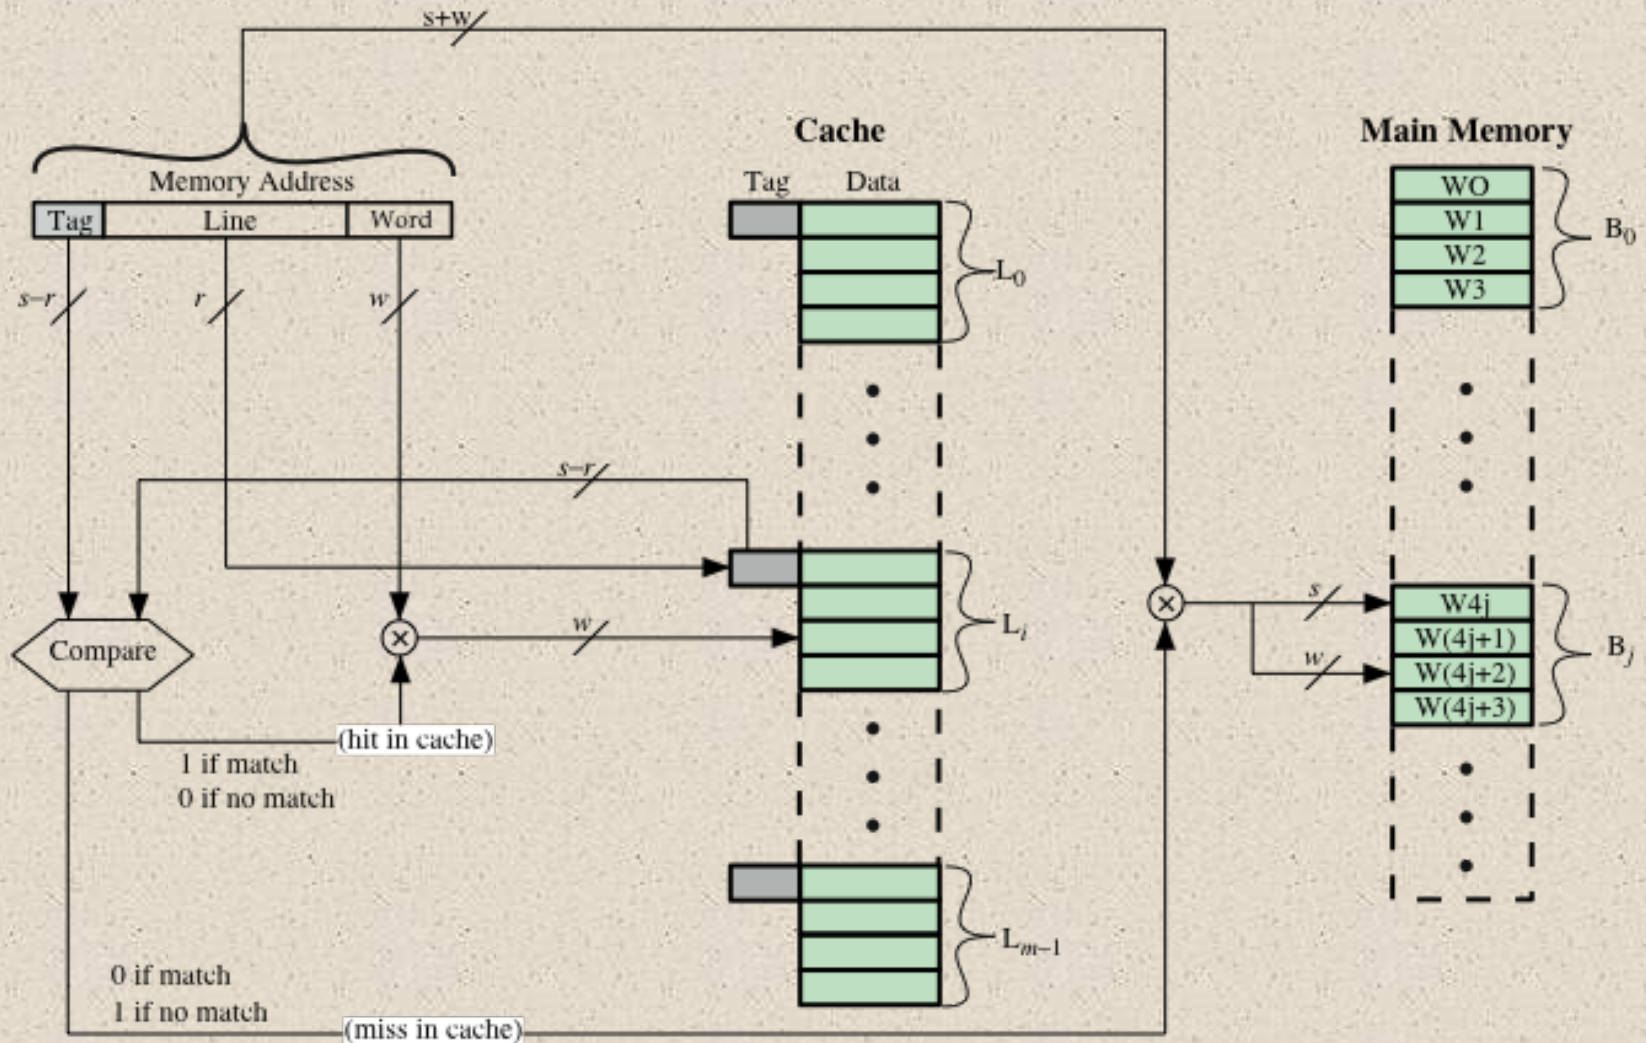 s+w
Cache
Main Memory
Memory Address
Tag Data
Tag Line Word
WO
W1
W2
W3
B0
L0
s–r
r
w
s–r
Compare
w
Li
s
w
W4j
W(4j+1)
W(4j+2)
W(4j+3)
Bj
(hit in cache)
1 if match
0 if no match
Lm–1
0 if match
1 if no match
(miss in cache)